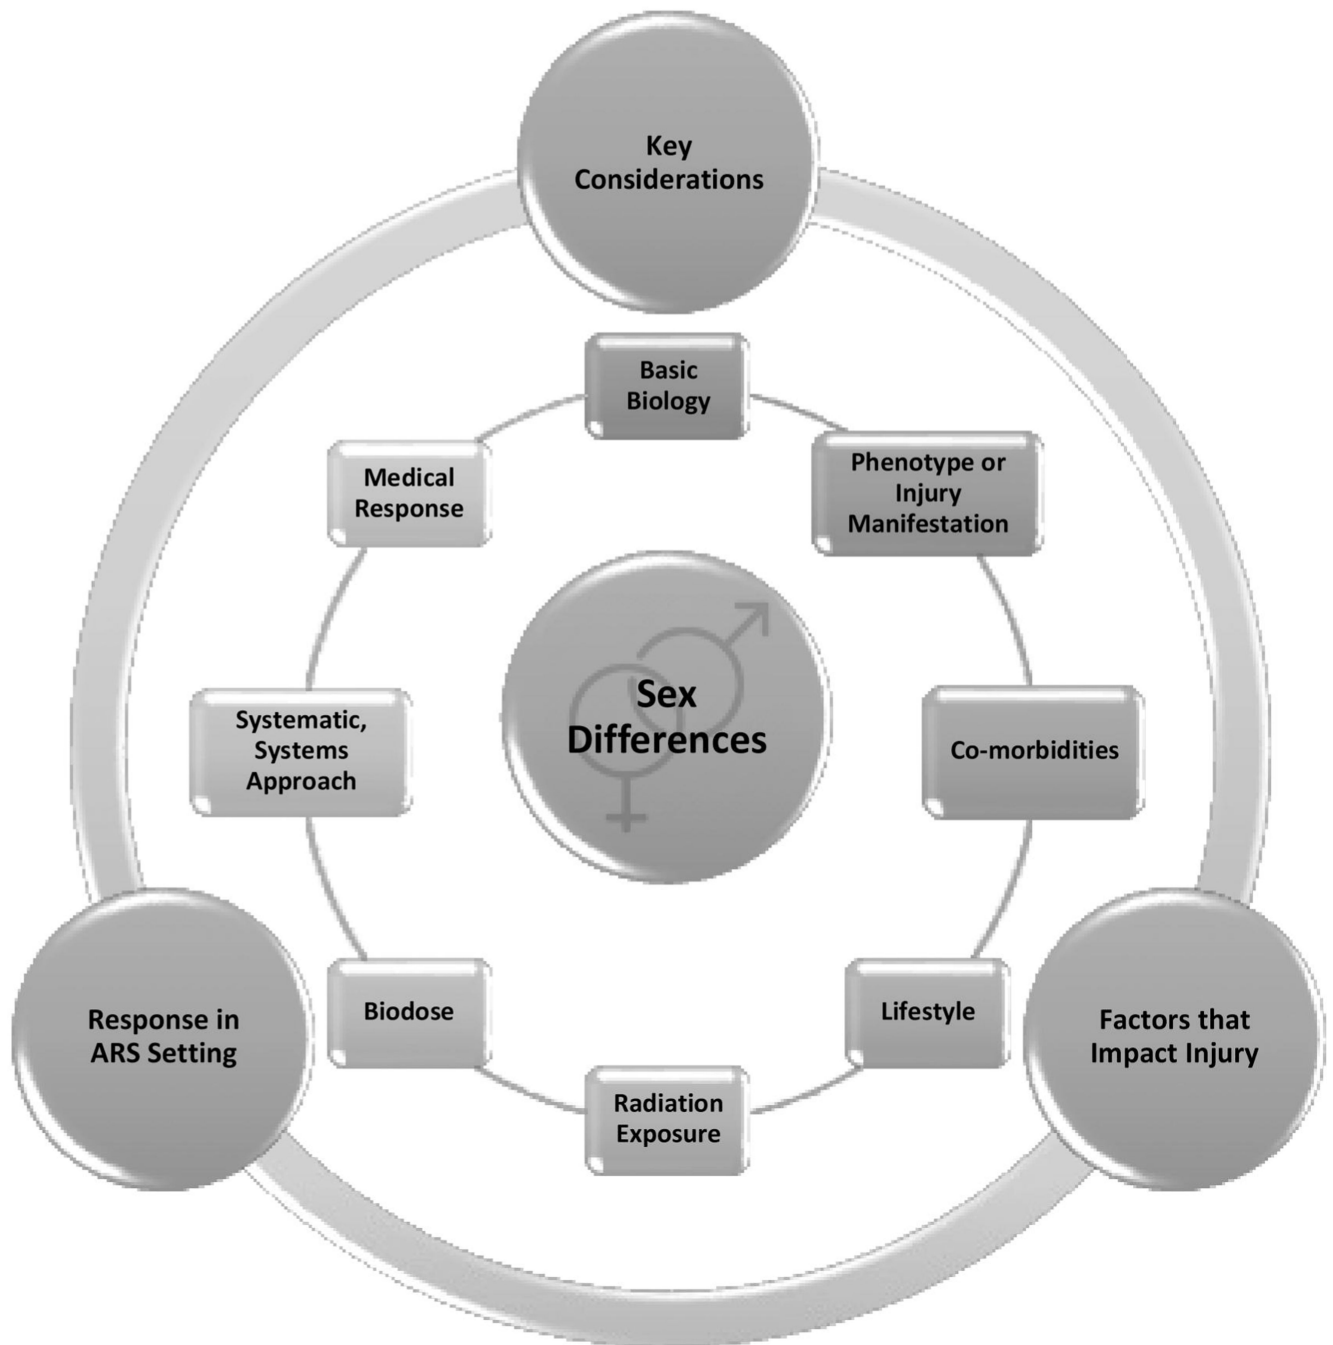 Key
Considerations
Basic
Biology
Phenotype or
Injury
Manifestation
Medical
Response
Sex
Differences
Systematic,
Systems
Approach
Co-morbidities
Biodose
Lifestyle
Response in
ARS Setting
Factors that
Impact Injury
Radiation
Exposure